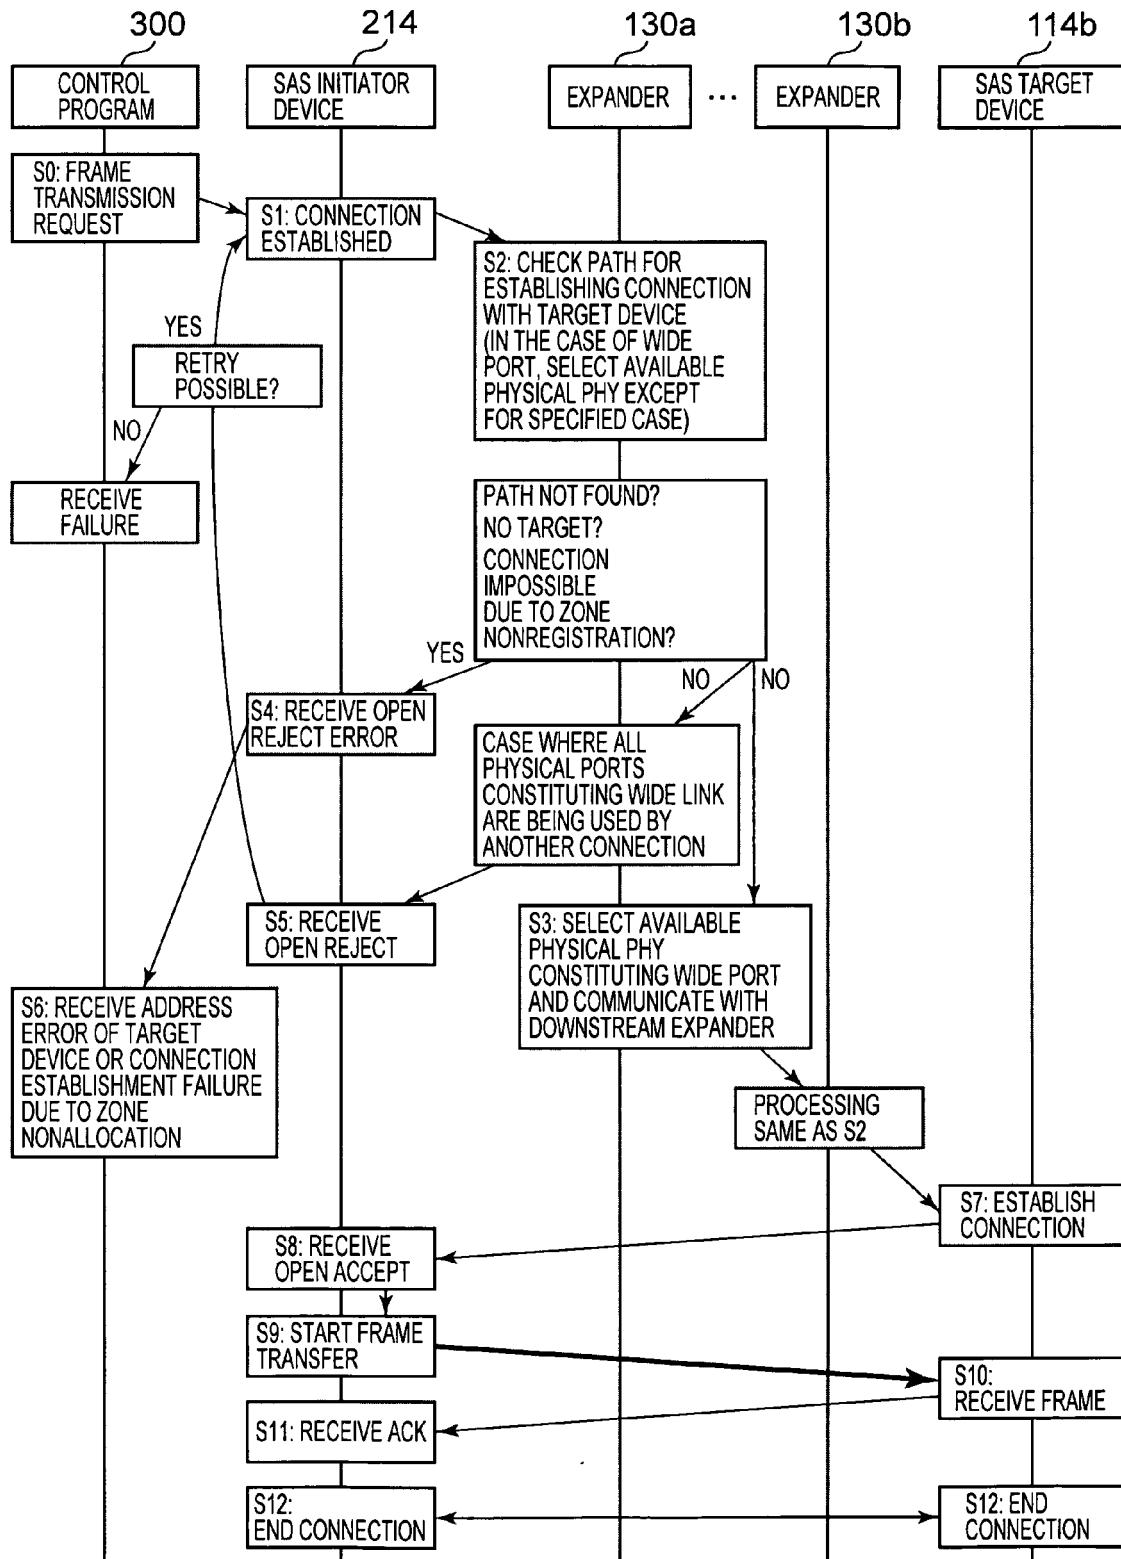 300
214
130a
130b
114b
CONTROL
PROGRAM
SAS INITIATOR
DEVICE
EXPANDER
...
EXPANDER
SAS TARGET
DEVICE
S0: FRAME
TRANSMISSION
REQUEST
S1: CONNECTION
ESTABLISHED
S2: CHECK PATH FOR
ESTABLISHING CONNECTION
WITH TARGET DEVICE
(IN THE CASE OF WIDE
PORT, SELECT AVAILABLE
PHYSICAL PHY EXCEPT
FOR SPECIFIED CASE)
YES
RETRY
POSSIBLE?
NO
RECEIVE
FAILURE
PATH NOT FOUND?
NO TARGET?
CONNECTION
IMPOSSIBLE
DUE TO ZONE
NONREGISTRATION?
YES
NO
NO
S4: RECEIVE OPEN
REJECT ERROR
CASE WHERE ALL
PHYSICAL PORTS
CONSTITUTING WIDE LINK
ARE BEING USED BY
ANOTHER CONNECTION
S5: RECEIVE
OPEN REJECT
S3: SELECT AVAILABLE
PHYSICAL PHY
CONSTITUTING WIDE PORT
AND COMMUNICATE WITH
DOWNSTREAM EXPANDER
S6: RECEIVE ADDRESS
ERROR OF TARGET
DEVICE OR CONNECTION
ESTABLISHMENT FAILURE
DUE TO ZONE
NONALLOCATION
PROCESSING
SAME AS S2
S7: ESTABLISH
CONNECTION
S8: RECEIVE
OPEN ACCEPT
S9: START FRAME
TRANSFER
S10:
RECEIVE FRAME
S11: RECEIVE ACK
S12:
END CONNECTION
S12: END
CONNECTION